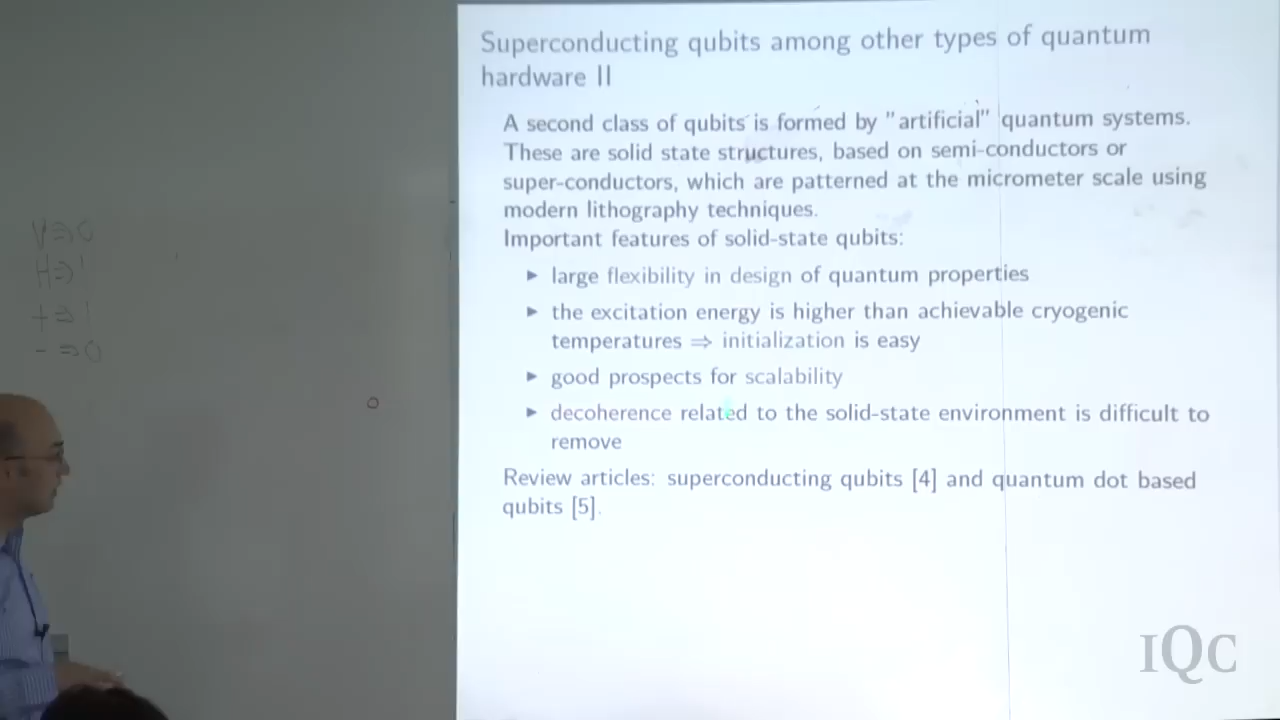 V⇒0
H⇒1
+⇒1
-⇒0
Superconducting qubits among other types of quantum
hardware II
A second class of qubits is formed by "artificial" quantum systems.
These are solid state structures, based on semi-conductors or
super-conductors, which are patterned at the micrometer scale using
modern lithography techniques.
Important features of solid-state qubits:
▶ large flexibility in design of quantum properties
▶ the excitation energy is higher than achievable cryogenic
temperatures ⇒ initialization is easy
▶ good prospects for scalability
▶ decoherence related to the solid-state environment is difficult to
remove
Review articles: superconducting qubits [4] and quantum dot based
qubits [5].
IQC